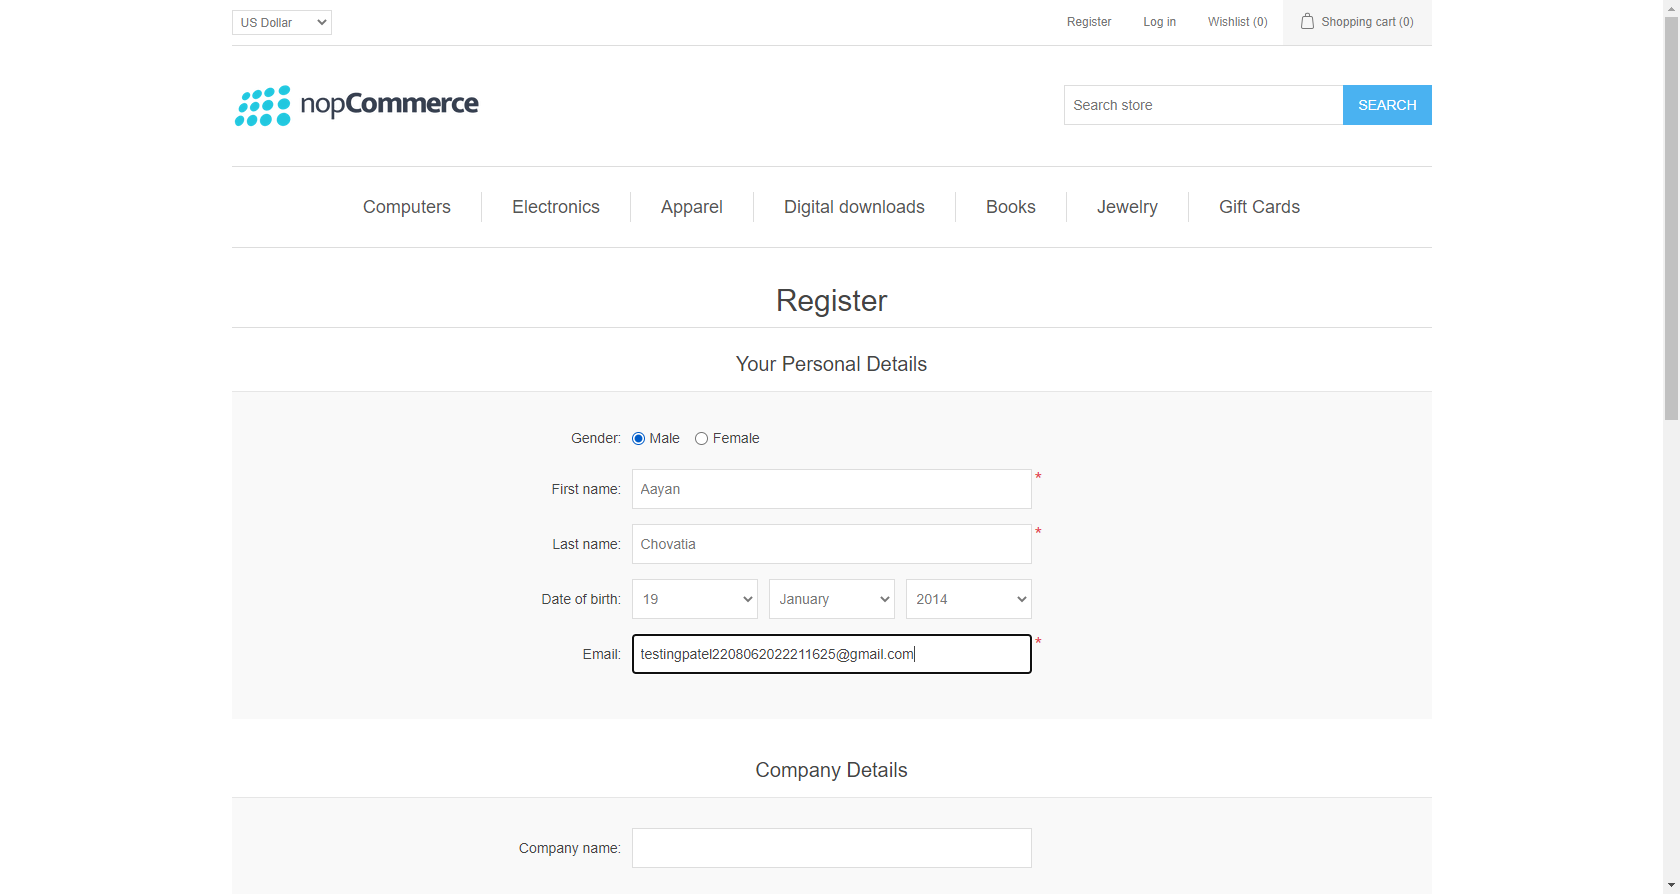 US Dollar Register Log in Wishlist (0) Shopping cart (0)
nopCommerce Search store SEARCH
Computers Electronics Apparel Digital downloads Books Jewelry Gift Cards
Register
Your Personal Details
Gender: Male Female
First name: Aayan *
Last name: Chovatia *
Date of birth: 19 January 2014
Email: testingpatel2208062022211625@gmail.com *
Company Details
Company name: